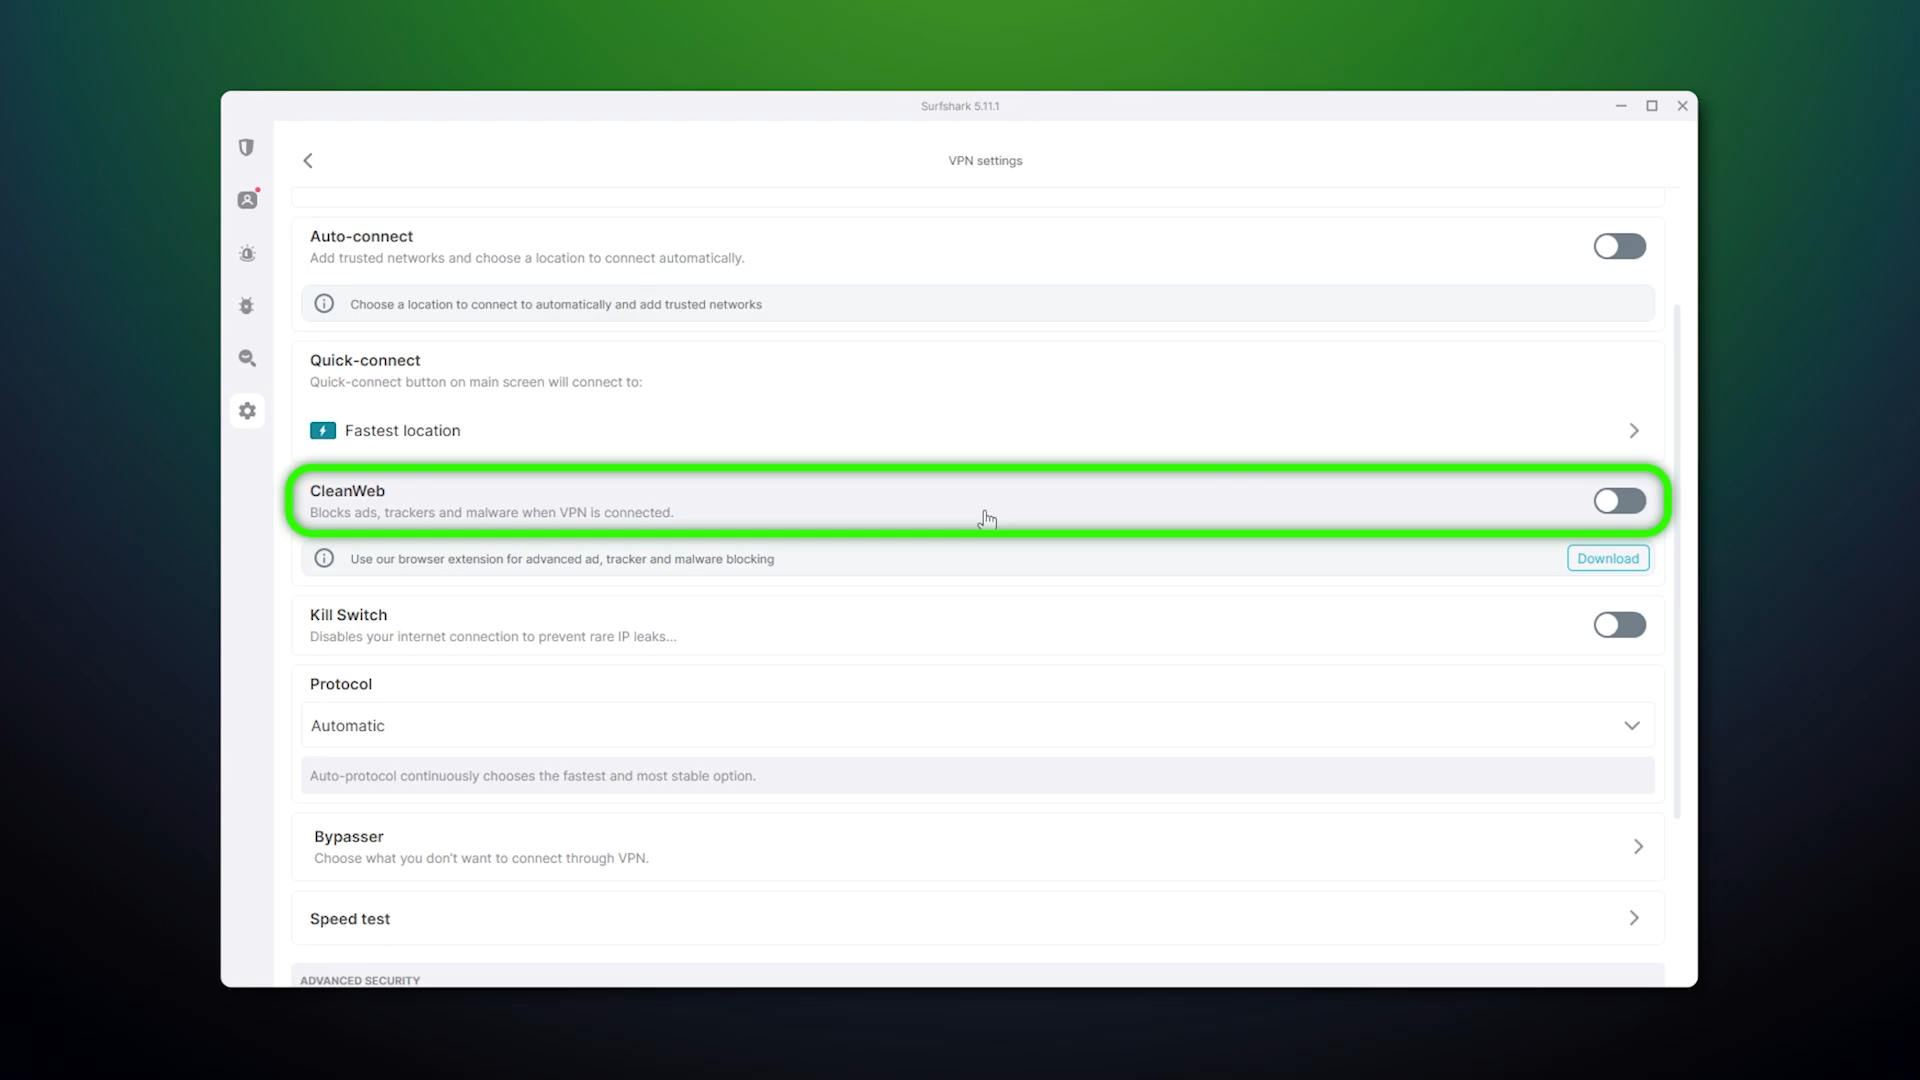 Surfshark 5.11.1
VPN settings
Auto-connect
Add trusted networks and choose a location to connect automatically.
Choose a location to connect to automatically and add trusted networks
Quick-connect
Quick-connect button on main screen will connect to:
Fastest location
CleanWeb
Blocks ads, trackers and malware when VPN is connected.
Use our browser extension for advanced ad, tracker and malware blocking
Download
Kill Switch
Disables your internet connection to prevent rare IP leaks...
Protocol
Automatic
Auto-protocol continuously chooses the fastest and most stable option.
Bypasser
Choose what you don't want to connect through VPN.
Speed test
ADVANCED SECURITY